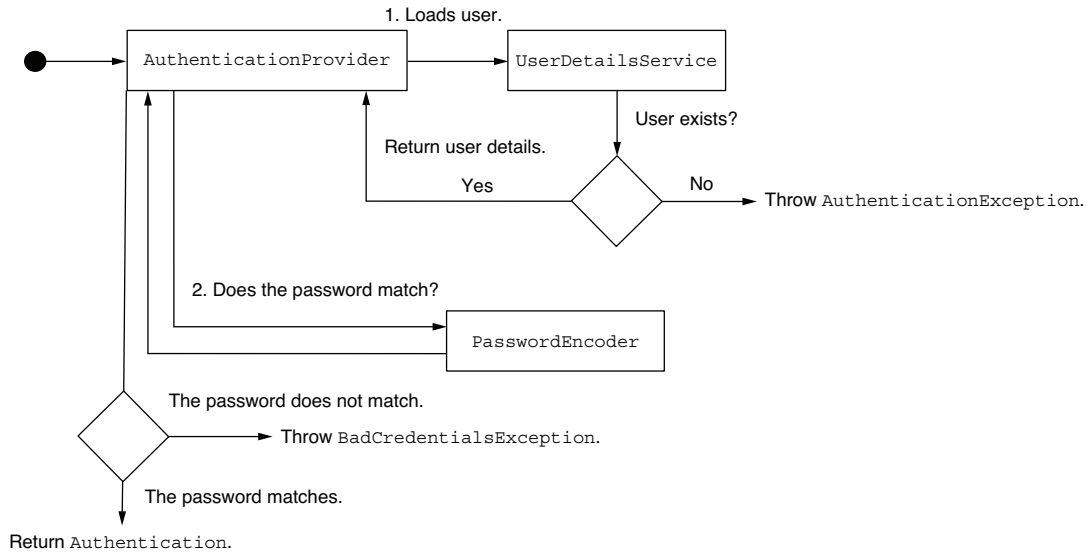 1. Loads user.
AuthenticationProvider
UserDetailsService
User exists?
Return user details.
Yes
No
Throw AuthenticationException.
2. Does the password match?
PasswordEncoder
The password does not match.
Throw BadCredentialsException.
The password matches.
Return Authentication.